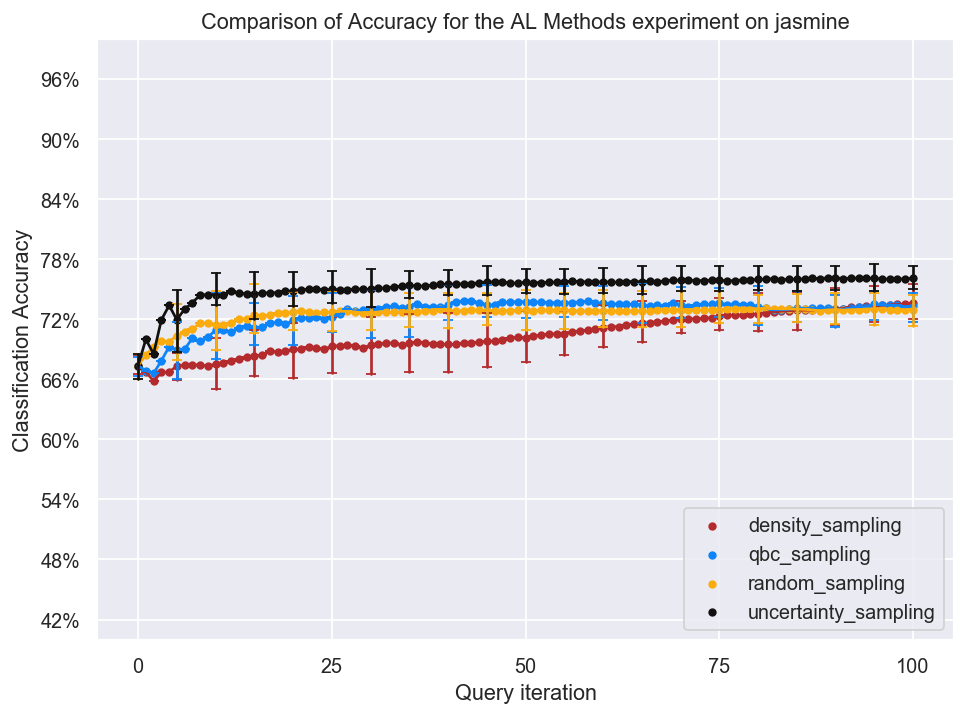 Comparison of Accuracy for the AL Methods experiment on jasmine
96%
90%
84%
78%
72%
66%
60%
54%
48%
42%
Classification Accuracy
density_sampling
qbc_sampling
random_sampling
uncertainty_sampling
0 25 50 75 100
Query iteration